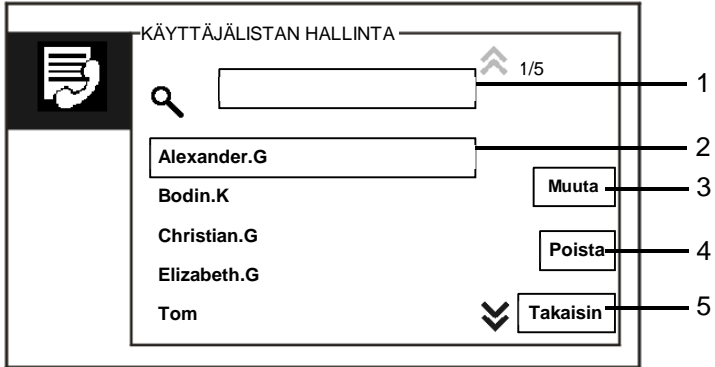 KÄYTTÄJÄLISTAN HALLINTA
1/5
1
Alexander.G
2
Bodin.K
Muuta
3
Christian.G
Poista
4
Elizabeth.G
Tom
Takaisin
5